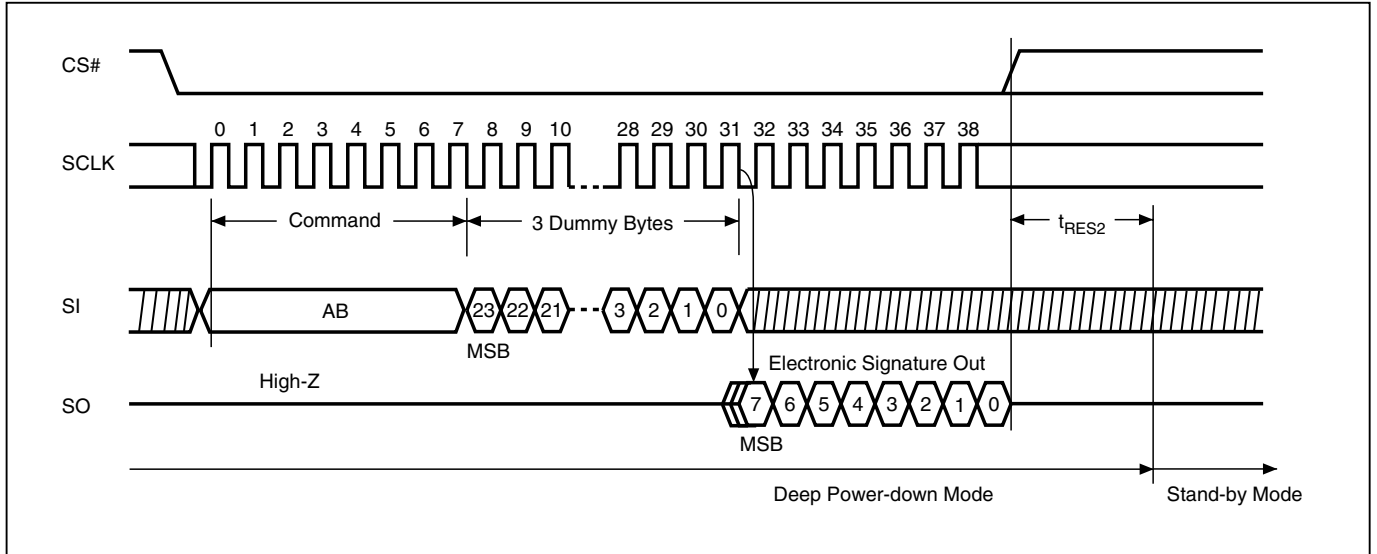 CS#
0 1 2 3 4 5 6 7 8 9 10 28 29 30 31 32 33 34 35 36 37 38
SCLK
Command 3 Dummy Bytes tRES2
SI AB 23 22 21 3 2 1 0
MSB
High-Z Electronic Signature Out
SO 7 6 5 4 3 2 1 0
MSB
Deep Power-down Mode Stand-by Mode